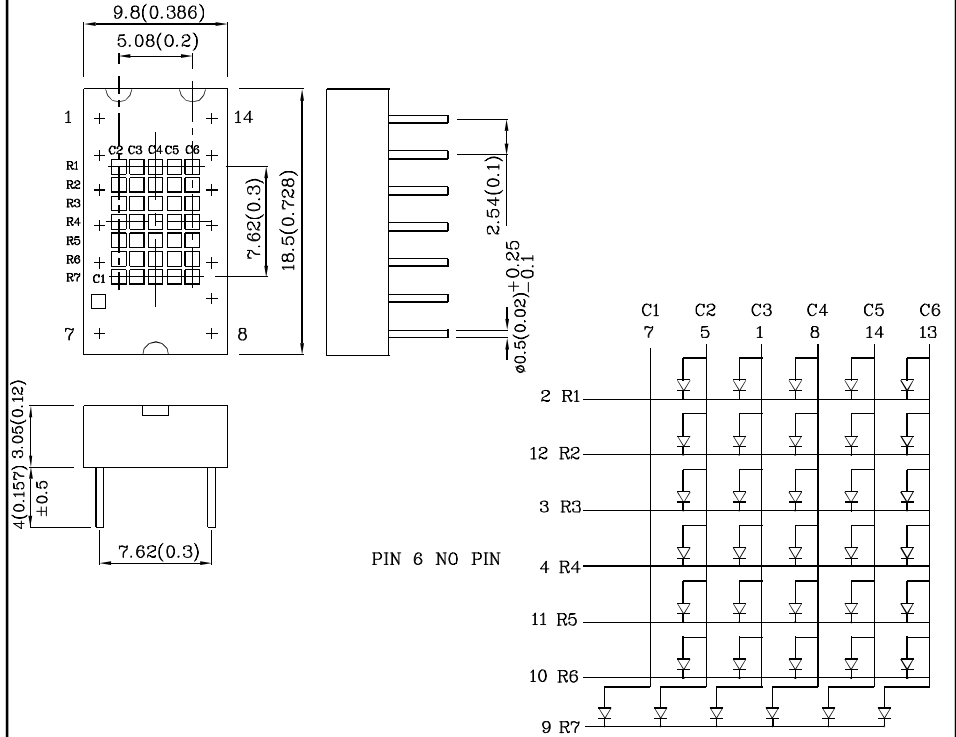 9.8(0.386)
5.08(0.2)
1
14
C2 C3 C4 C5 C6
R1
R2
R3
R4
R5
R6
R7
C1
7
8
7.62(0.3)
18.5(0.728)
2.54(0.1)
ø0.5(0.02)+0.25 −0.1
3.05(0.12)
4(0.157)
±0.5
7.62(0.3)
PIN 6 NO PIN
C1 C2 C3 C4 C5 C6
7 5 1 8 14 13
2 R1
12 R2
3 R3
4 R4
11 R5
10 R6
9 R7